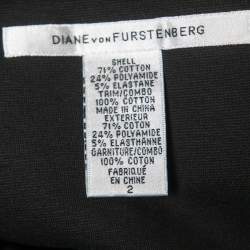 DIANE VON FURSTENBERG
SHELL
71% COTTON
24% POLYAMIDE
5% ELASTANE
TRIM/COMBO
100% COTTON
MADE IN CHINA
EXTERIEUR
71% COTON
24% POLYAMIDE
5% ELASTHANNE
GARNITURE/COMBO
100% COTON
FABRIQUÉ
EN CHINE
2